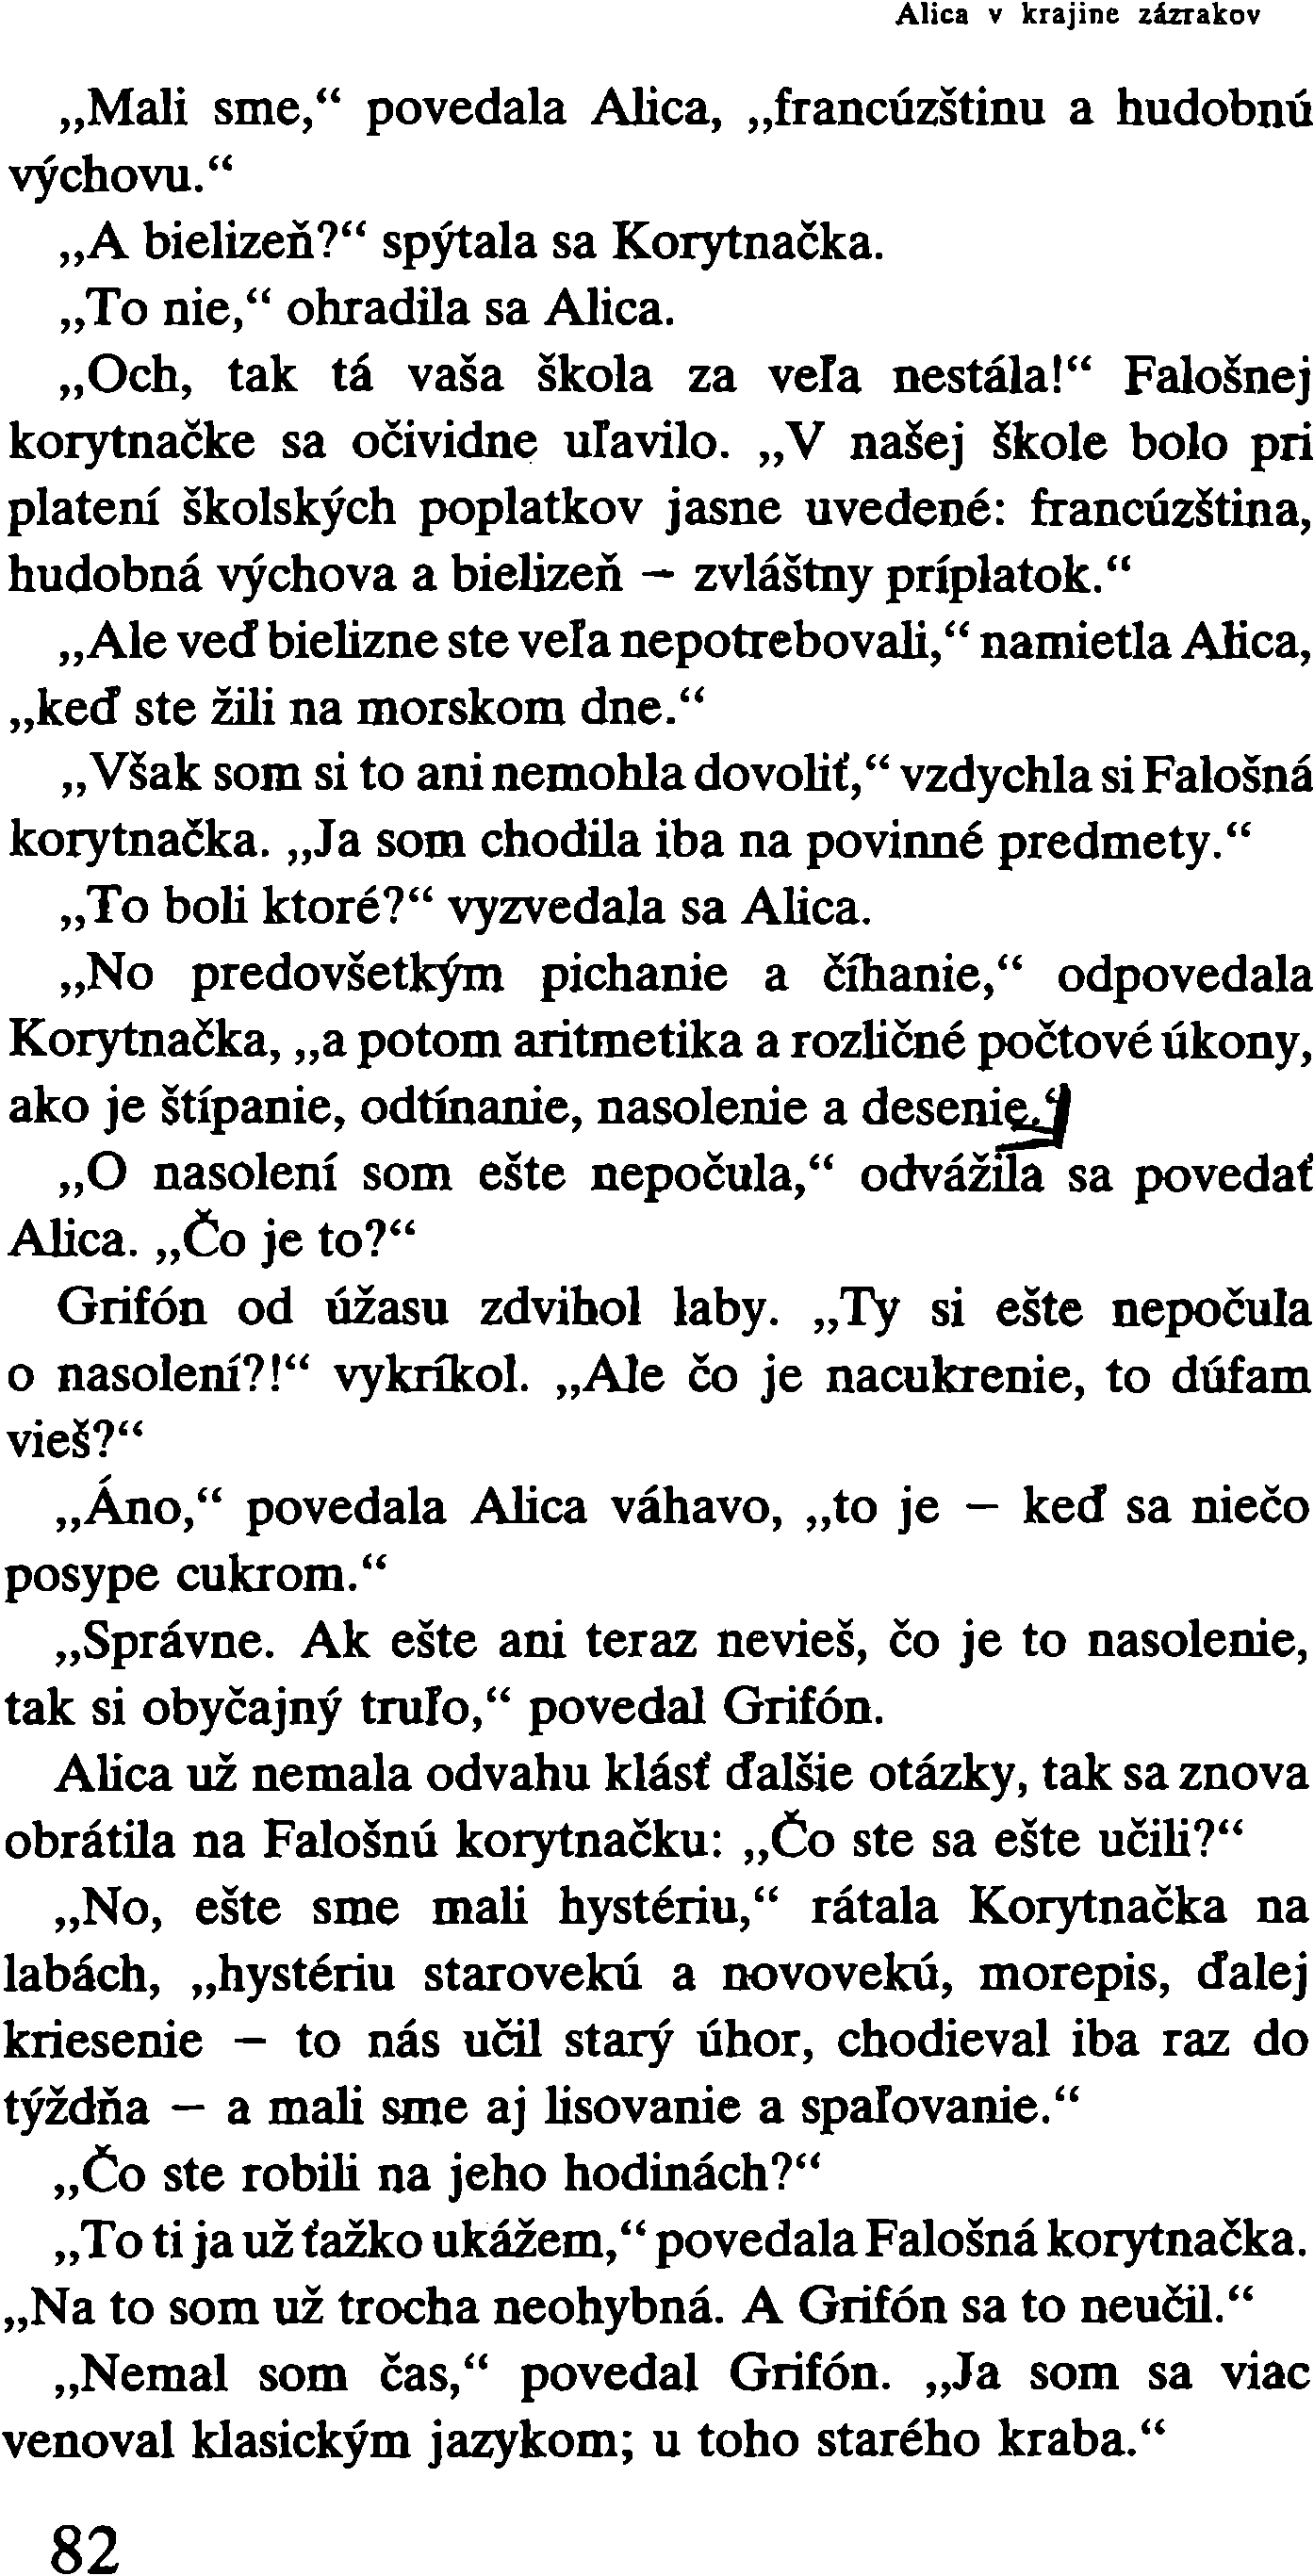 Alica v krajine zázrakov
„Mali sme,“ povedala Alica, „francúzštinu a hudobnú
výchovu.“
„A bielizeň?“ spýtala sa Korytnačka.
„To nie,“ ohradila sa Alica.
„Och, tak tá vaša škola za veľa nestála!“ Falošnej
korytnačke sa očividne uľavilo. „V našej škole bolo pri
platení školských poplatkov jasne uvedené: francúzština,
hudobná výchova a bielizeň – zvláštny príplatok.“
„Ale veď bielizne ste veľa nepotrebovali,“ namietla Alica,
„keď ste žili na morskom dne.“
„Však som si to ani nemohla dovoliť,“ vzdychla si Falošná
korytnačka. „Ja som chodila iba na povinné predmety.“
„To boli ktoré?“ vyzvedala sa Alica.
„No predovšetkým pichanie a číhanie,“ odpovedala
Korytnačka, „a potom aritmetika a rozličné počtové úkony,
ako je štípanie, odtínanie, nasolenie a desenie.“
„O nasolení som ešte nepočula,“ odvážila sa povedať
Alica. „Čo je to?“
Grifón od úžasu zdvihol laby. „Ty si ešte nepočula
o nasolení?!“ vykríkol. „Ale čo je nacukrenie, to dúfam
vieš?“
„Áno,“ povedala Alica váhavo, „to je – keď sa niečo
posype cukrom.“
„Správne. Ak ešte ani teraz nevieš, čo je to nasolenie,
tak si obyčajný truľo,“ povedal Grifón.
Alica už nemala odvahu klásť ďalšie otázky, tak sa znova
obrátila na Falošnú korytnačku: „Čo ste sa ešte učili?“
„No, ešte sme mali hystériu,“ rátala Korytnačka na
labách, „hystériu starovekú a novovekú, morepis, ďalej
kriesenie – to nás učil starý úhor, chodieval iba raz do
týždňa – a mali sme aj lisovanie a spaľovanie.“
„Čo ste robili na jeho hodinách?“
„To ti ja už ťažko ukážem,“ povedala Falošná korytnačka.
„Na to som už trocha neohybná. A Grifón sa to neučil.“
„Nemal som čas,“ povedal Grifón. „Ja som sa viac
venoval klasickým jazykom; u toho starého kraba.“
82